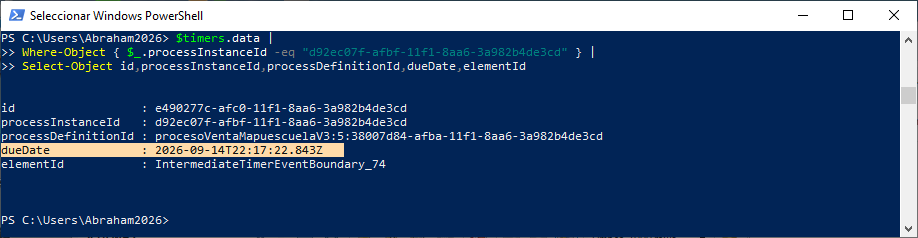 Seleccionar Windows PowerShell
PS C:\Users\Abraham2026> $timers.data |
>> Where-Object { $_.processInstanceId -eq "d92ec07f-afbf-11f1-8aa6-3a982b4de3cd" } |
>> Select-Object id,processInstanceId,processDefinitionId,dueDate,elementId
id                  : e490277c-afc0-11f1-8aa6-3a982b4de3cd
processInstanceId   : d92ec07f-afbf-11f1-8aa6-3a982b4de3cd
processDefinitionId : procesoVentaMapuescuelaV3:5:38007d84-afba-11f1-8aa6-3a982b4de3cd
dueDate             : 2026-09-14T22:17:22.843Z
elementId           : IntermediateTimerEventBoundary_74
PS C:\Users\Abraham2026>